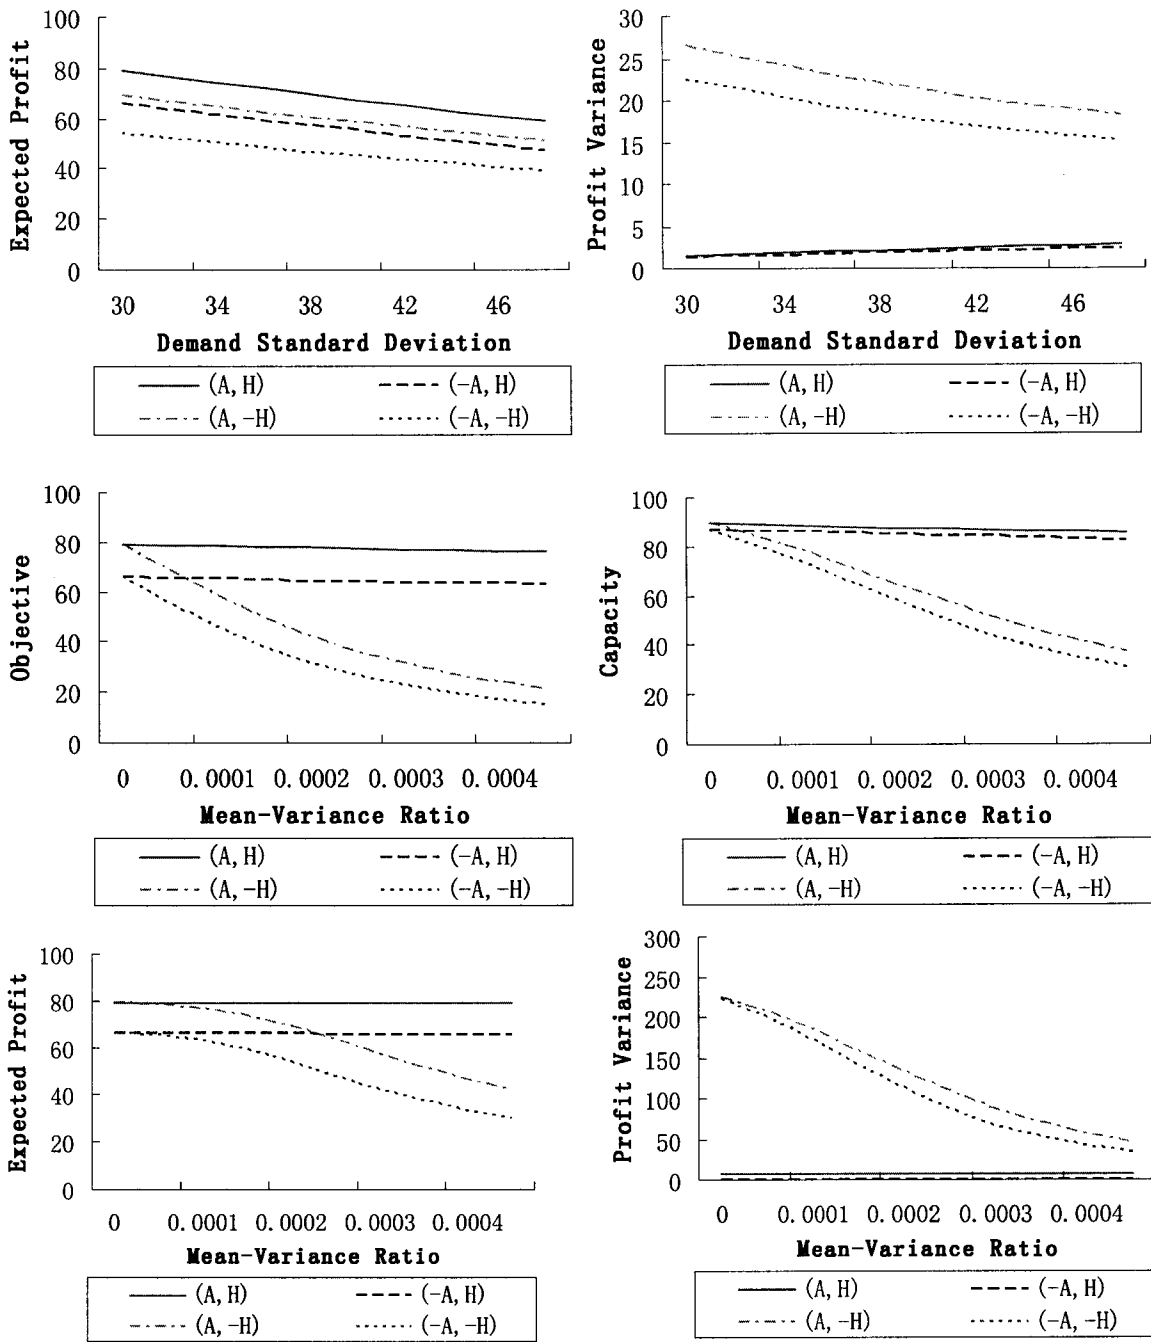 Expected Profit
100
80
60
40
20
0
30 34 38 42 46
Demand Standard Deviation
(A, H) (-A, H)
(A, -H) (-A, -H)
Profit Variance
30
25
20
15
10
5
0
30 34 38 42 46
Demand Standard Deviation
(A, H) (-A, H)
(A, -H) (-A, -H)
Objective
100
80
60
40
20
0
0 0.0001 0.0002 0.0003 0.0004
Mean-Variance Ratio
(A, H) (-A, H)
(A, -H) (-A, -H)
Capacity
100
80
60
40
20
0
0 0.0001 0.0002 0.0003 0.0004
Mean-Variance Ratio
(A, H) (-A, H)
(A, -H) (-A, -H)
Expected Profit
100
80
60
40
20
0
0 0.0001 0.0002 0.0003 0.0004
Mean-Variance Ratio
(A, H) (-A, H)
(A, -H) (-A, -H)
Profit Variance
300
250
200
150
100
50
0
0 0.0001 0.0002 0.0003 0.0004
Mean-Variance Ratio
(A, H) (-A, H)
(A, -H) (-A, -H)